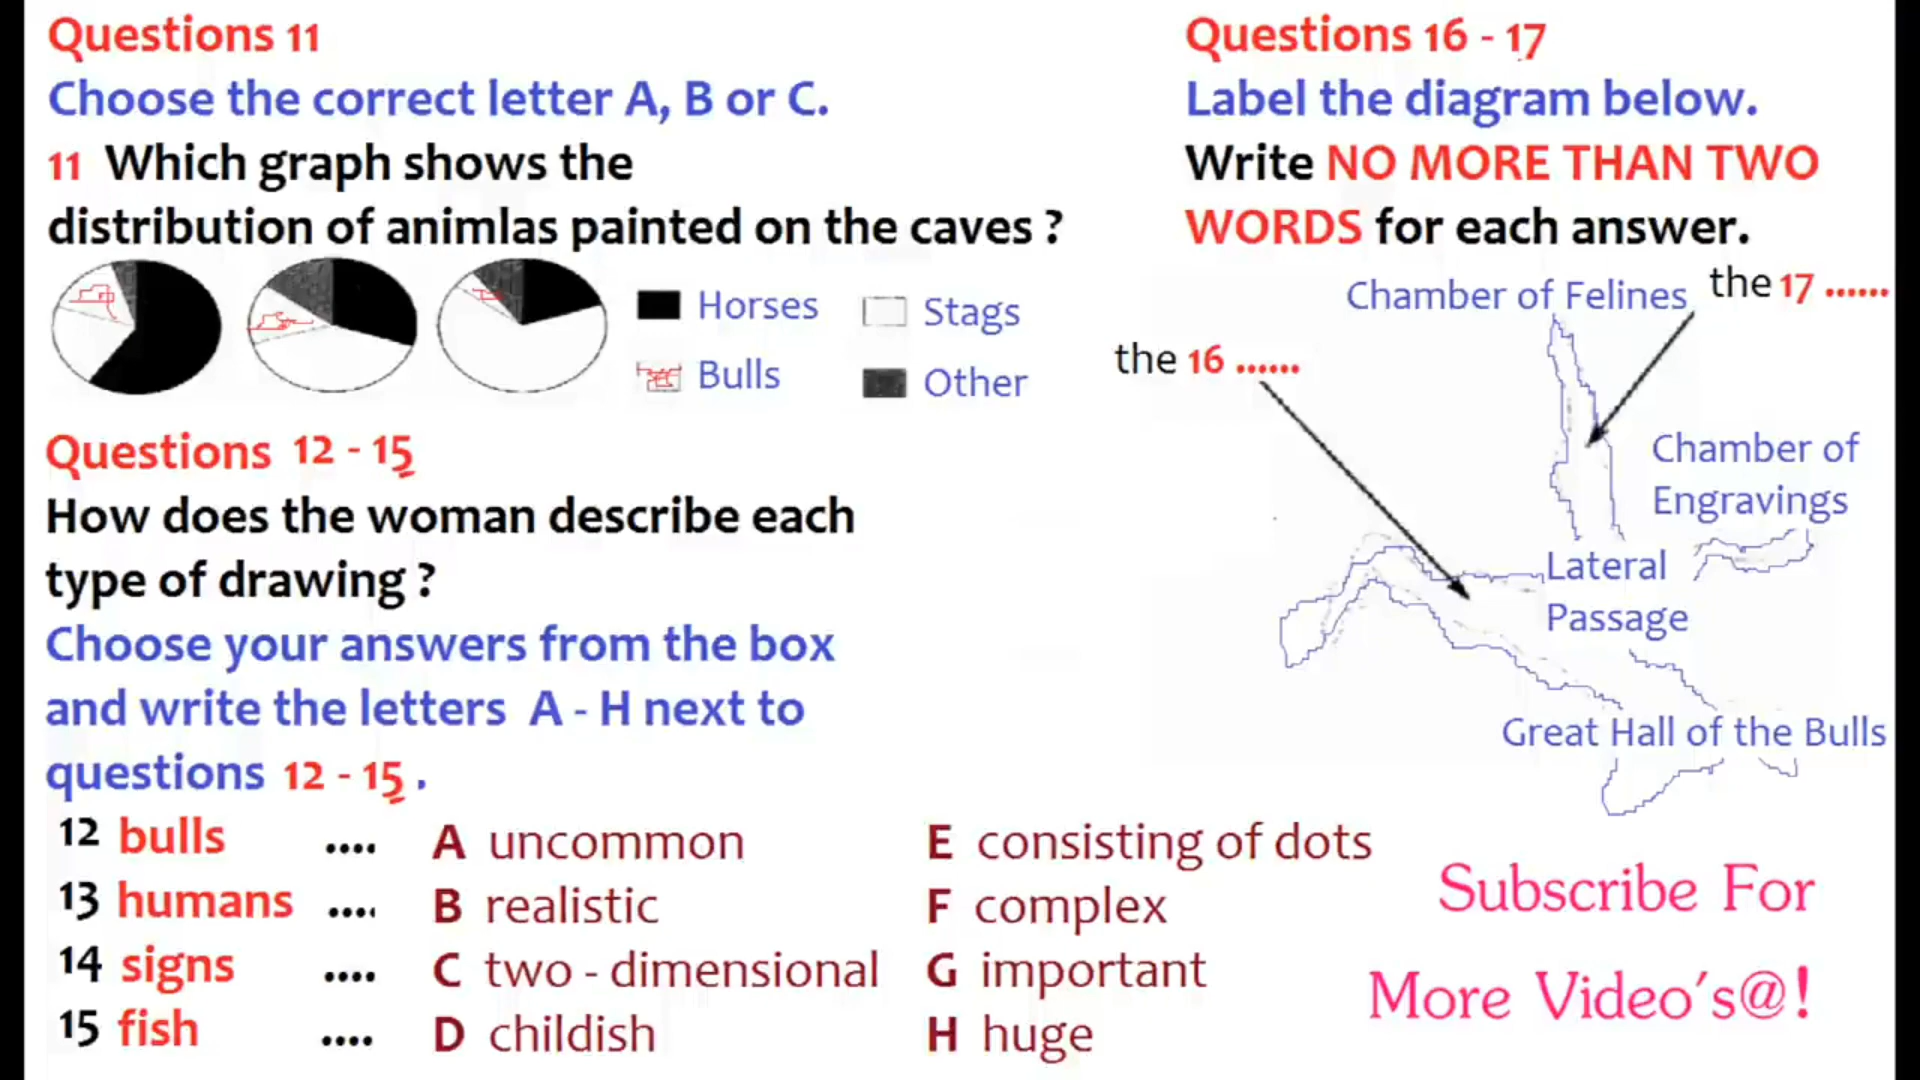 Questions 11
Choose the correct letter A, B or C.
11 Which graph shows the
distribution of animlas painted on the caves ?
Horses
Stags
Bulls
Other
Questions 12 - 15
How does the woman describe each
type of drawing ?
Choose your answers from the box
and write the letters A - H next to
questions 12 - 15 .
12 bulls ....
13 humans ....
14 signs ....
15 fish ....
A uncommon
B realistic
C two - dimensional
D childish
E consisting of dots
F complex
G important
H huge
Questions 16 - 17
Label the diagram below.
Write NO MORE THAN TWO
WORDS for each answer.
Chamber of Felines
the 17 ......
the 16 ......
Chamber of
Engravings
Lateral
Passage
Great Hall of the Bulls
Subscribe For
More Video's@!